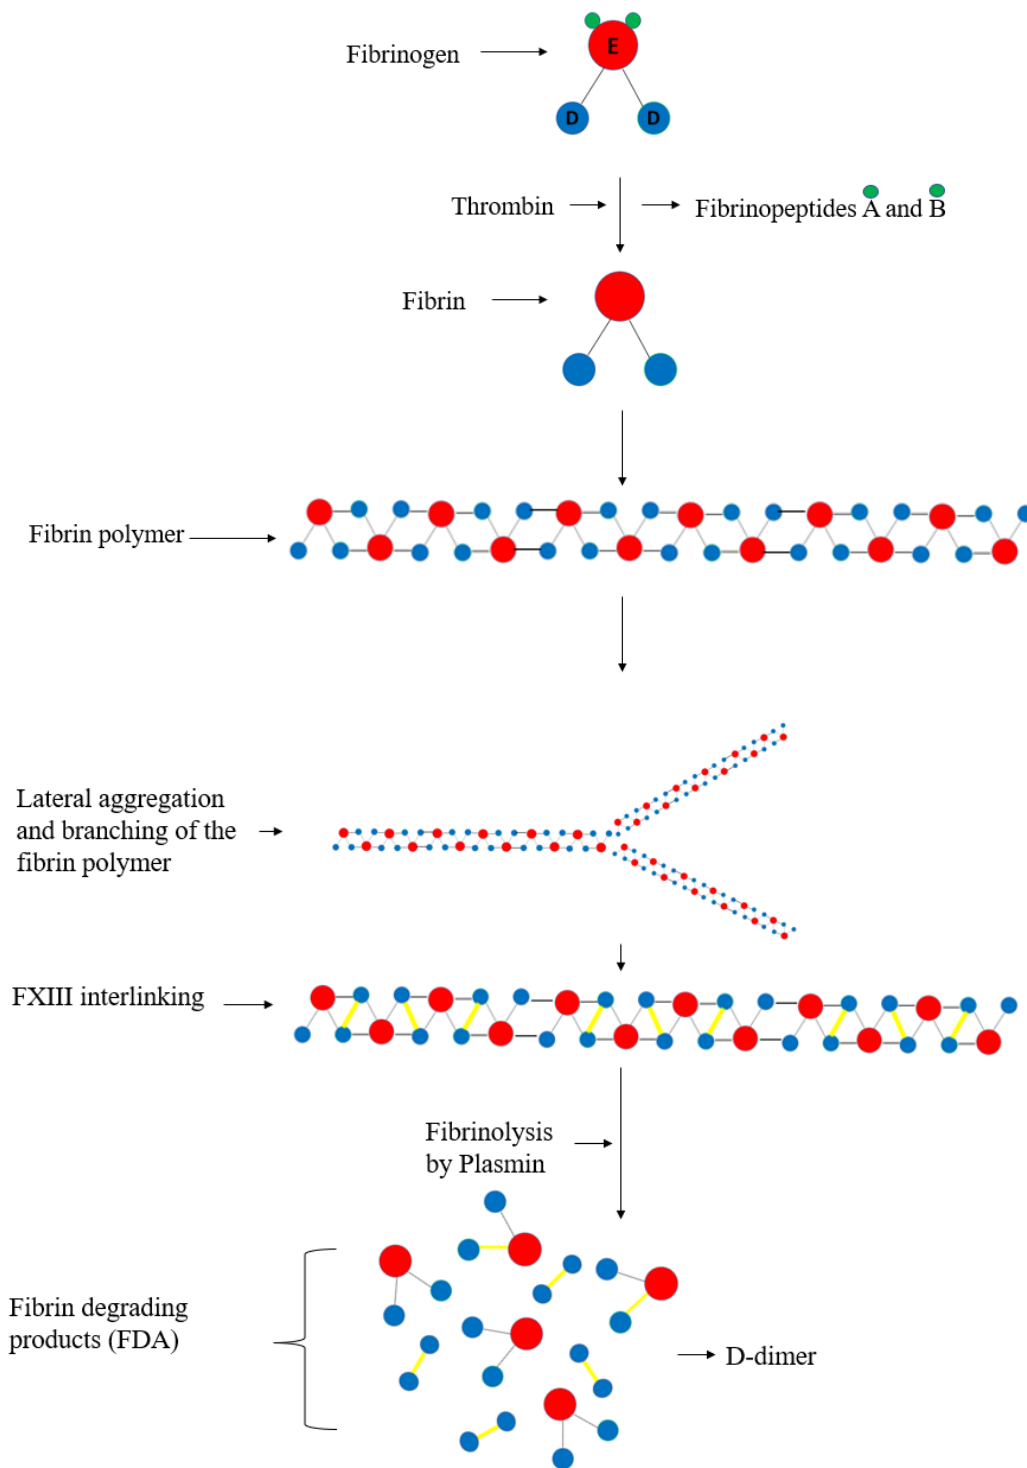 Fibrinogen
E
D
D
Thrombin
Fibrinopeptides A and B
Fibrin
Fibrin polymer
Lateral aggregation
and branching of the
fibrin polymer
FXIII interlinking
Fibrinolysis
by Plasmin
Fibrin degrading
products (FDA)
D-dimer